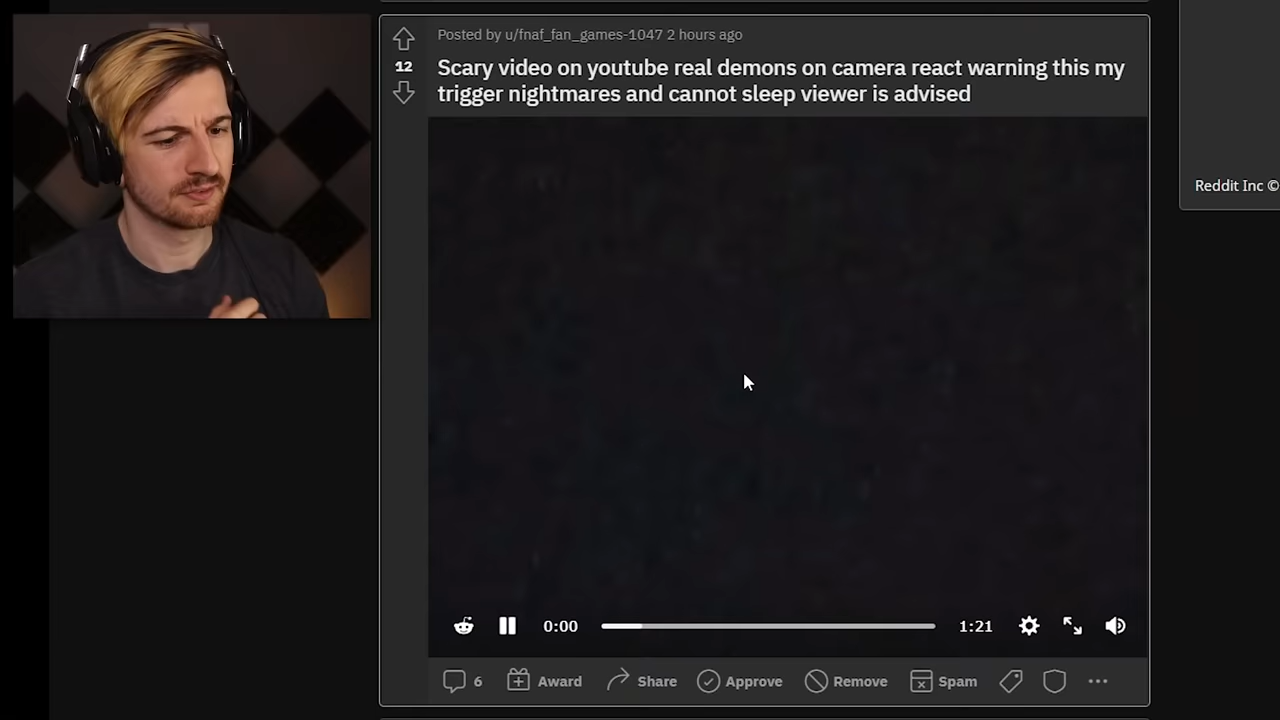 Posted by u/fnaf_fan_games-1047 2 hours ago
12
Scary video on youtube real demons on camera react warning this my
trigger nightmares and cannot sleep viewer is advised
Reddit Inc ©
0:00
1:21
6 Award Share Approve Remove Spam